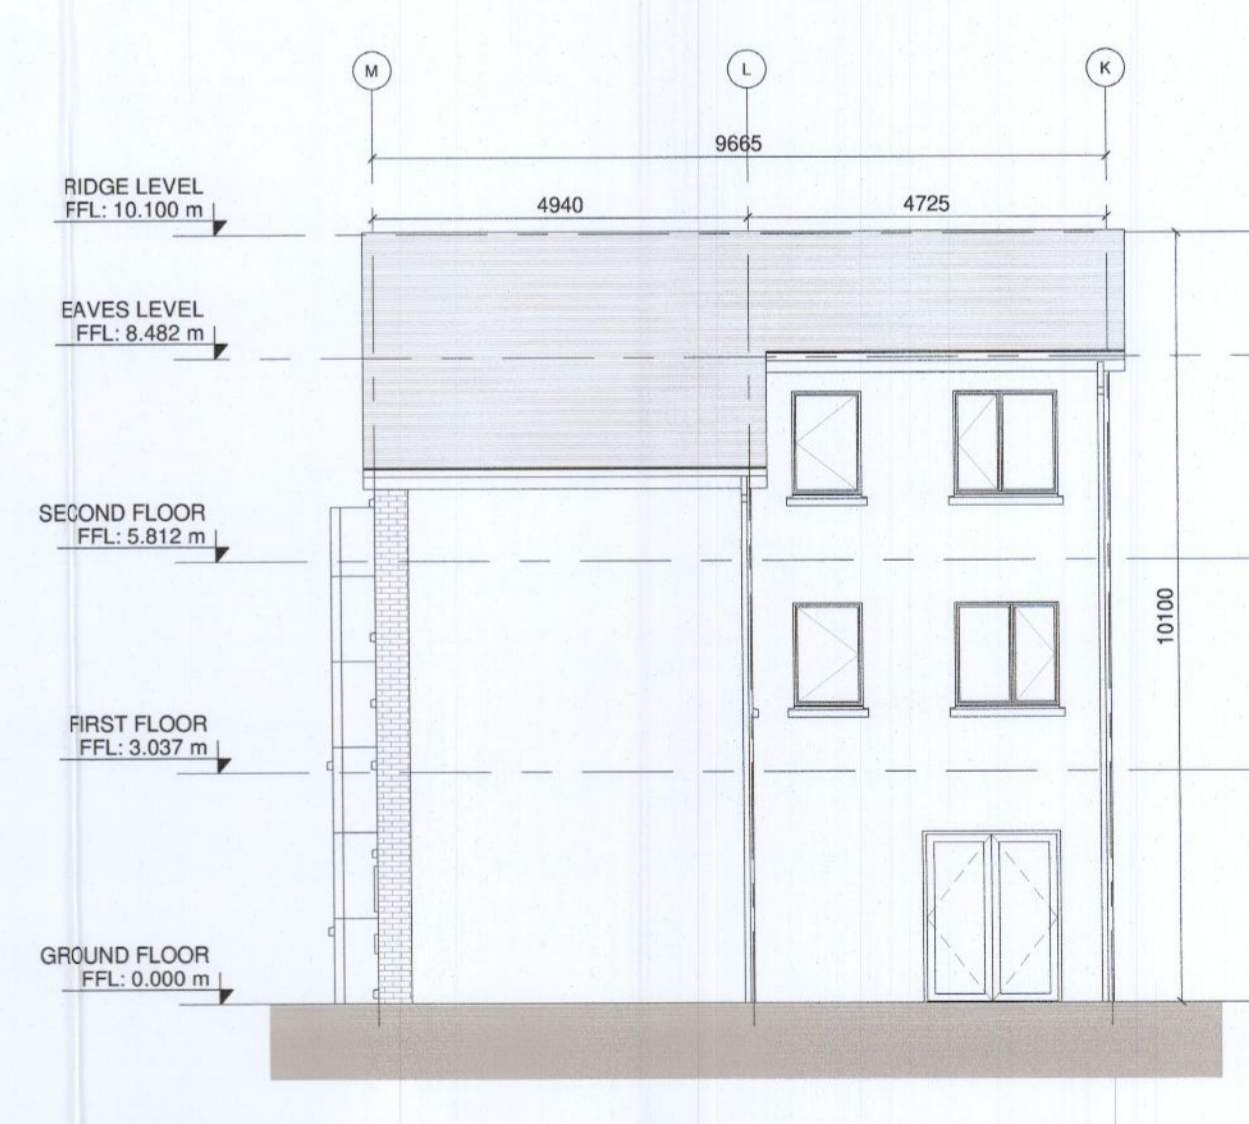 M
L
K
9665
4940
4725
RIDGE LEVEL
FFL: 10.100 m
EAVES LEVEL
FFL: 8.482 m
SECOND FLOOR
FFL: 5.812 m
10100
FIRST FLOOR
FFL: 3.037 m
GROUND FLOOR
FFL: 0.000 m